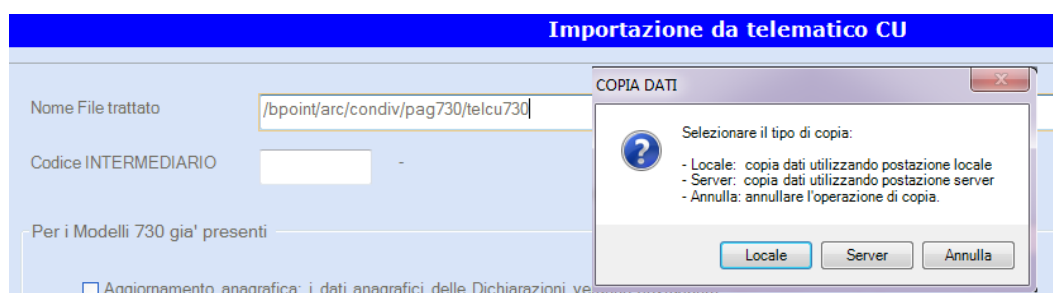 Importazione da telematico CU
COPIA DATI
Nome File trattato
/bpoint/arc/condiv/pag730/telcu730
Selezionare il tipo di copia:
- Locale: copia dati utilizzando postazione locale
- Server: copia dati utilizzando postazione server
- Annulla: annullare l'operazione di copia.
Codice INTERMEDIARIO
-
Locale
Server
Annulla
Per i Modelli 730 gia' presenti
Aggiornamento anagrafica: i dati anagrafici delle Dichiarazioni